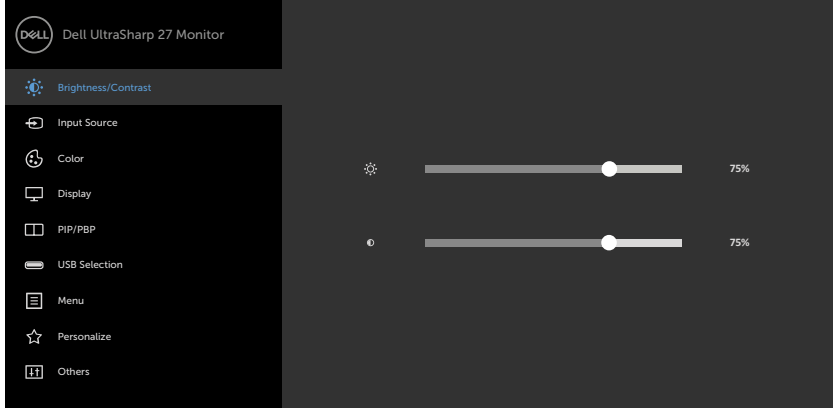 DELL
Dell UltraSharp 27 Monitor
Brightness/Contrast
Input Source
Color
Display
PIP/PBP
USB Selection
Menu
Personalize
Others
75%
75%